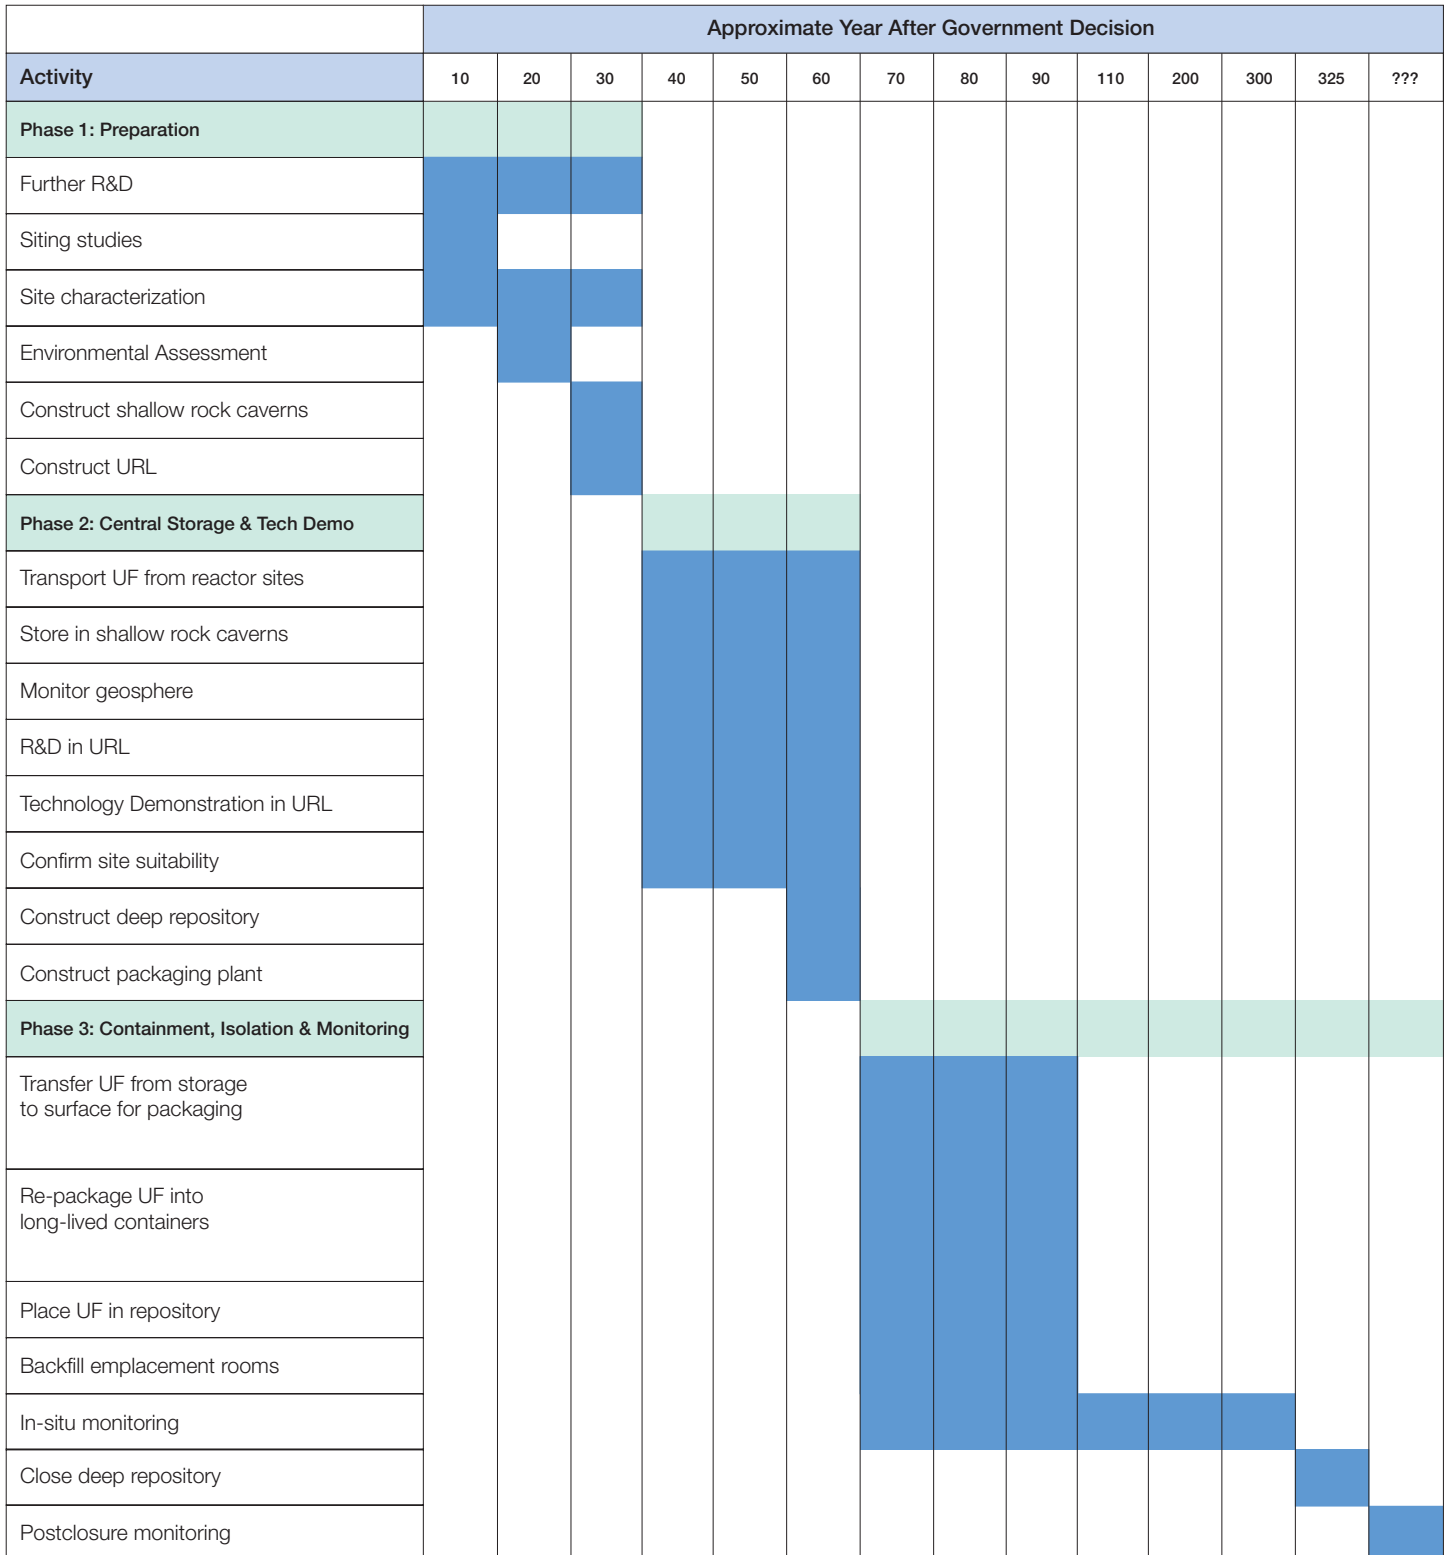 Approximate Year After Government Decision
Activity 10 20 30 40 50 60 70 80 90 110 200 300 325 ???
Phase 1: Preparation
Further R&D
Siting studies
Site characterization
Environmental Assessment
Construct shallow rock caverns
Construct URL
Phase 2: Central Storage & Tech Demo
Transport UF from reactor sites
Store in shallow rock caverns
Monitor geosphere
R&D in URL
Technology Demonstration in URL
Confirm site suitability
Construct deep repository
Construct packaging plant
Phase 3: Containment, Isolation & Monitoring
Transfer UF from storage
to surface for packaging
Re-package UF into
long-lived containers
Place UF in repository
Backfill emplacement rooms
In-situ monitoring
Close deep repository
Postclosure monitoring